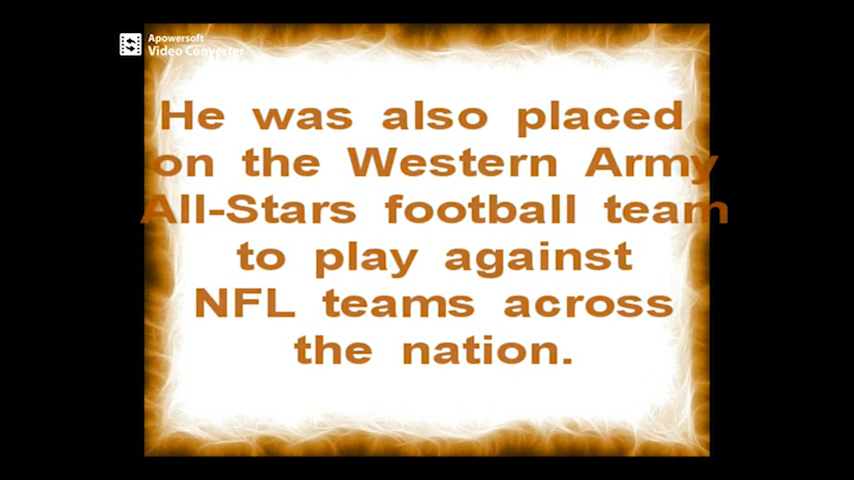 Apowersoft
Video Converter
He was also placed
on the Western Army
All-Stars football team
to play against
NFL teams across
the nation.